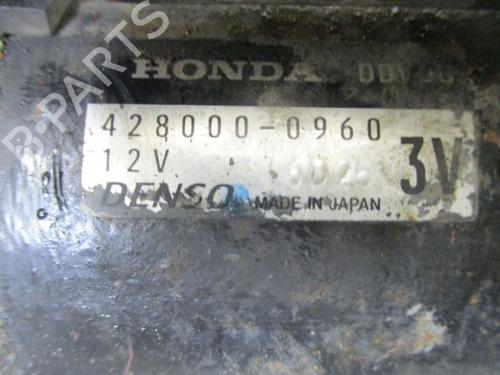 HONDA
428000-0960
12V
3V
DENSO MADE IN JAPAN
B-PARTS